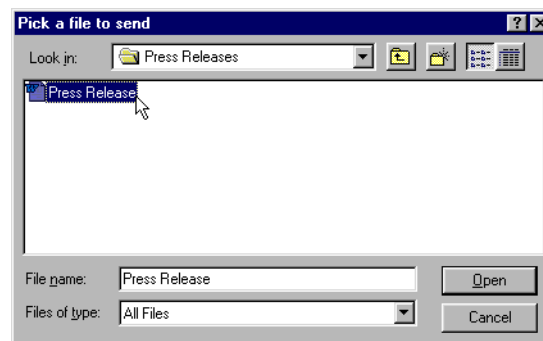 Pick a file to send
Look in: Press Releases
Press Release
File name: Press Release Open
Files of type: All Files Cancel